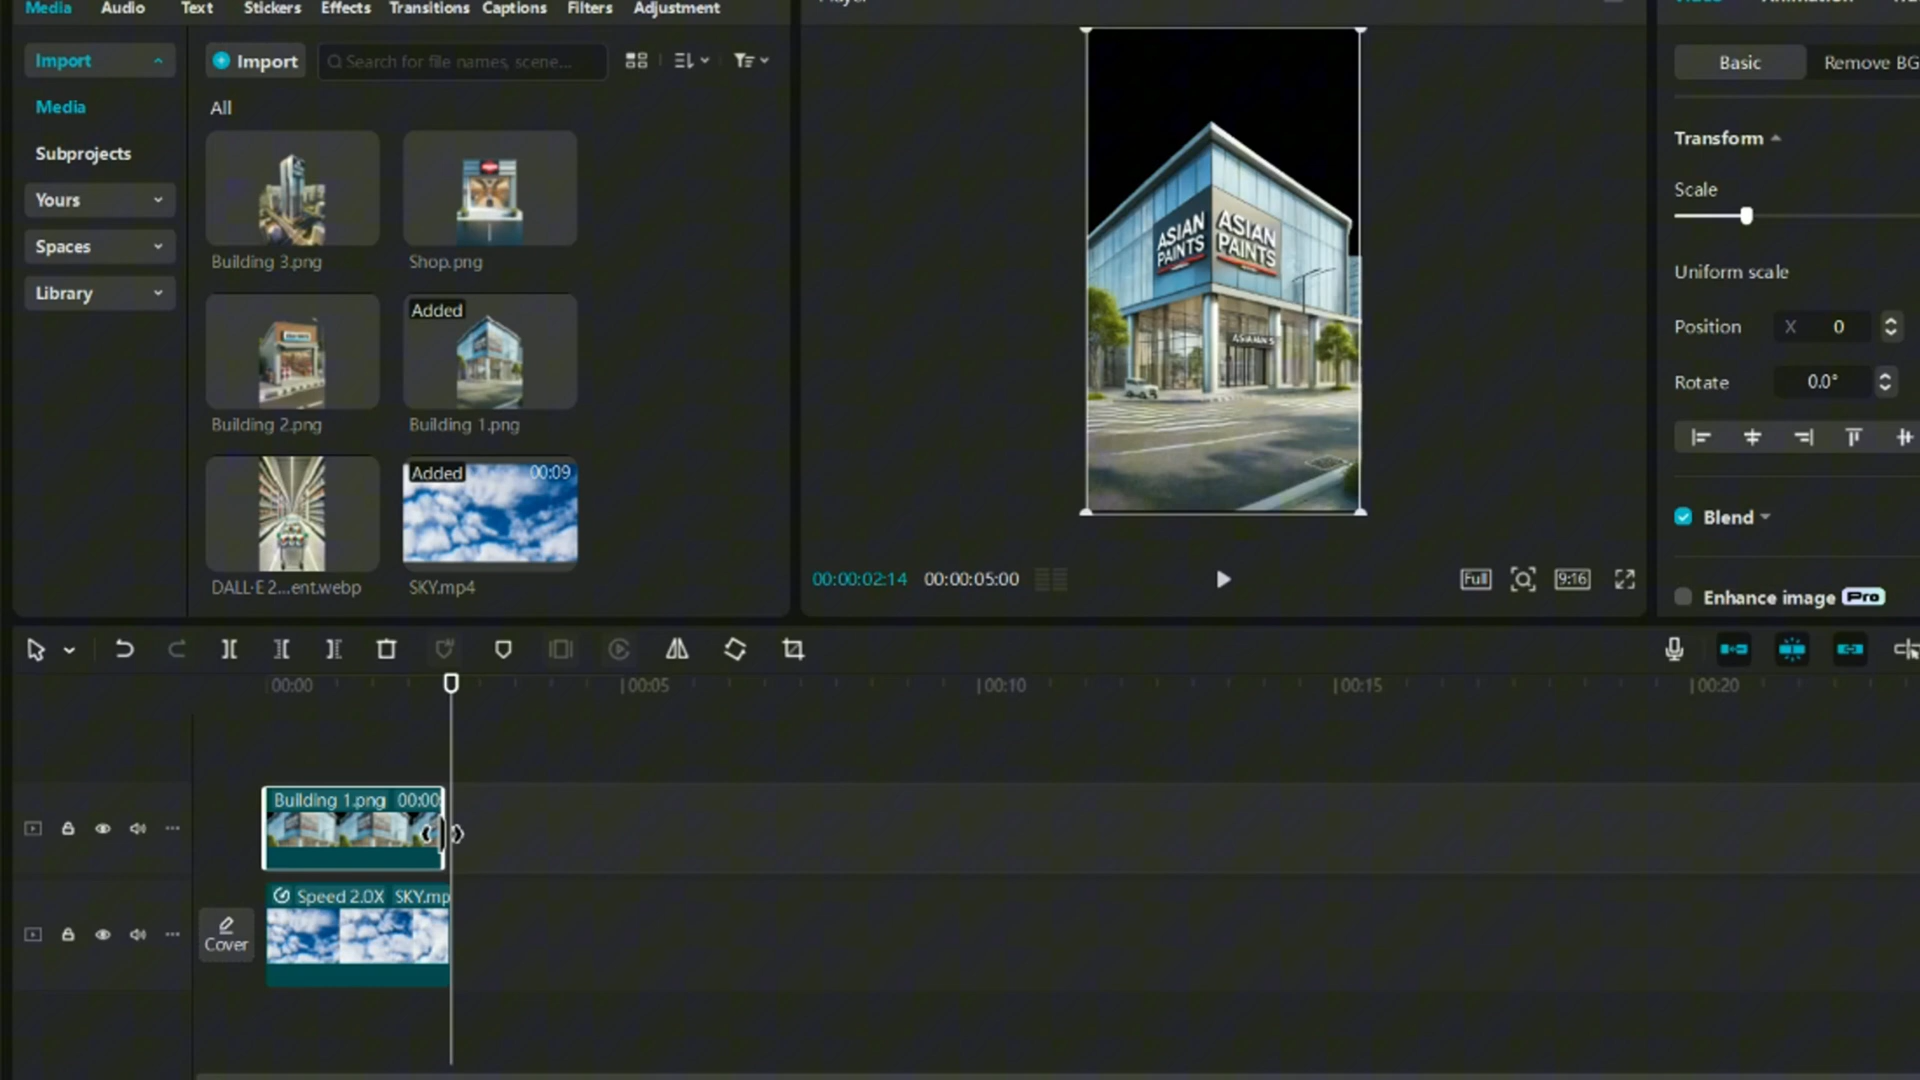 Media Audio Text Stickers Effects Transitions Captions Filters Adjustment
Import
Media
Subprojects
Yours
Spaces
Library
Import
Search for file names, scene...
All
Building 3.png
Shop.png
Added
Building 2.png
Building 1.png
Added 00:09
DALL·E 2...ent.webp
SKY.mp4
ASIAN PAINTS
ASIAN PAINTS
00:00:02:14 00:00:05:00
Full
9:16
Basic Remove BG
Transform
Scale
Uniform scale
Position X 0
Rotate 0.0°
Blend
Enhance image Pro
00:00 00:05 00:10 00:15 00:20
Building 1.png 00:00
Speed 2.0X SKY.mp
Cover